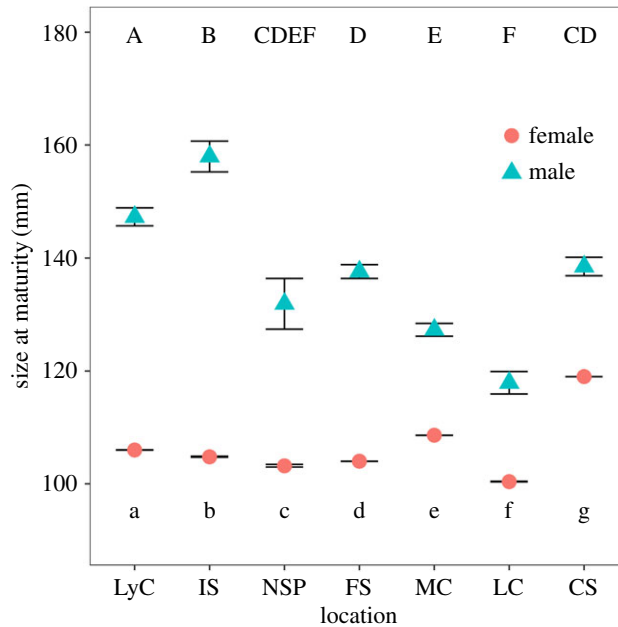 180
A B CDEF D E F CD
female
160
male
140
size at maturity (mm)
120
100
a b c d e f g
LyC IS NSP FS MC LC CS
location